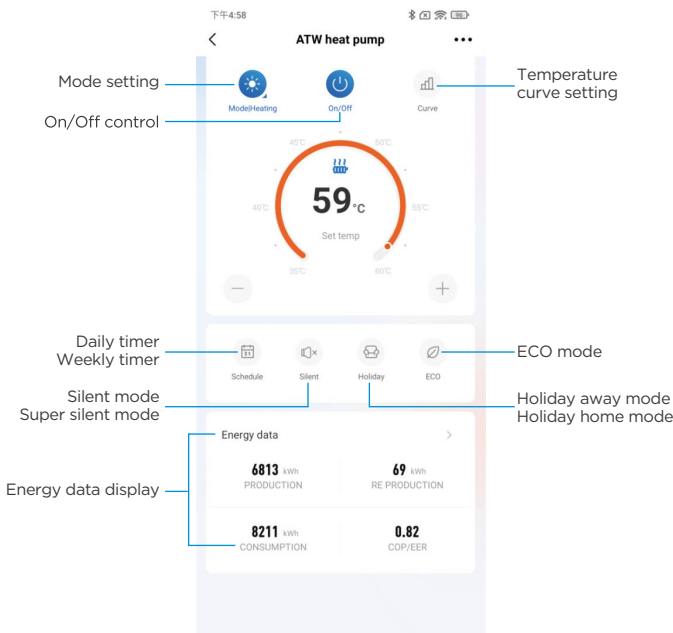 下午4:58
ATW heat pump
Mode setting
On/Off control
Temperature
curve setting
Mode|Heating
On/Off
Curve
45℃
50℃
40℃
55℃
59°C
Set temp
35℃
60℃
Daily timer
Weekly timer
ECO mode
31
Schedule
Silent
Holiday
ECO
Silent mode
Super silent mode
Holiday away mode
Holiday home mode
Energy data
Energy data display
6813 kWh
PRODUCTION
69 kWh
RE PRODUCTION
8211 kWh
CONSUMPTION
0.82
COP/EER